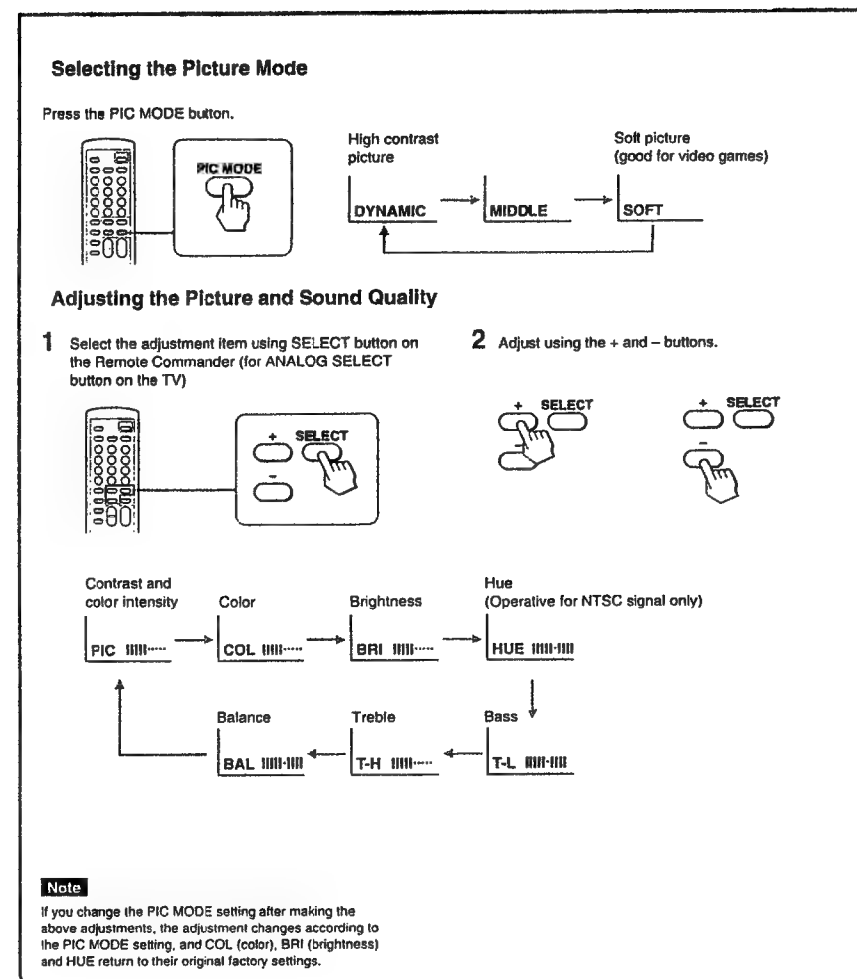 Selecting the Picture Mode
Press the PIC MODE button.
PIC MODE
High contrast
picture
Soft picture
(good for video games)
DYNAMIC
MIDDLE
SOFT
Adjusting the Picture and Sound Quality
1 Select the adjustment item using SELECT button on
the Remote Commander (for ANALOG SELECT
button on the TV)
+ SELECT
–
2 Adjust using the + and – buttons.
+ SELECT
–
+ SELECT
–
Contrast and
color intensity
Color
Brightness
Hue
(Operative for NTSC signal only)
PIC
COL
BRI
HUE
Balance
Treble
Bass
BAL
T-H
T-L
Note
If you change the PIC MODE setting after making the
above adjustments, the adjustment changes according to
the PIC MODE setting, and COL (color), BRI (brightness)
and HUE return to their original factory settings.